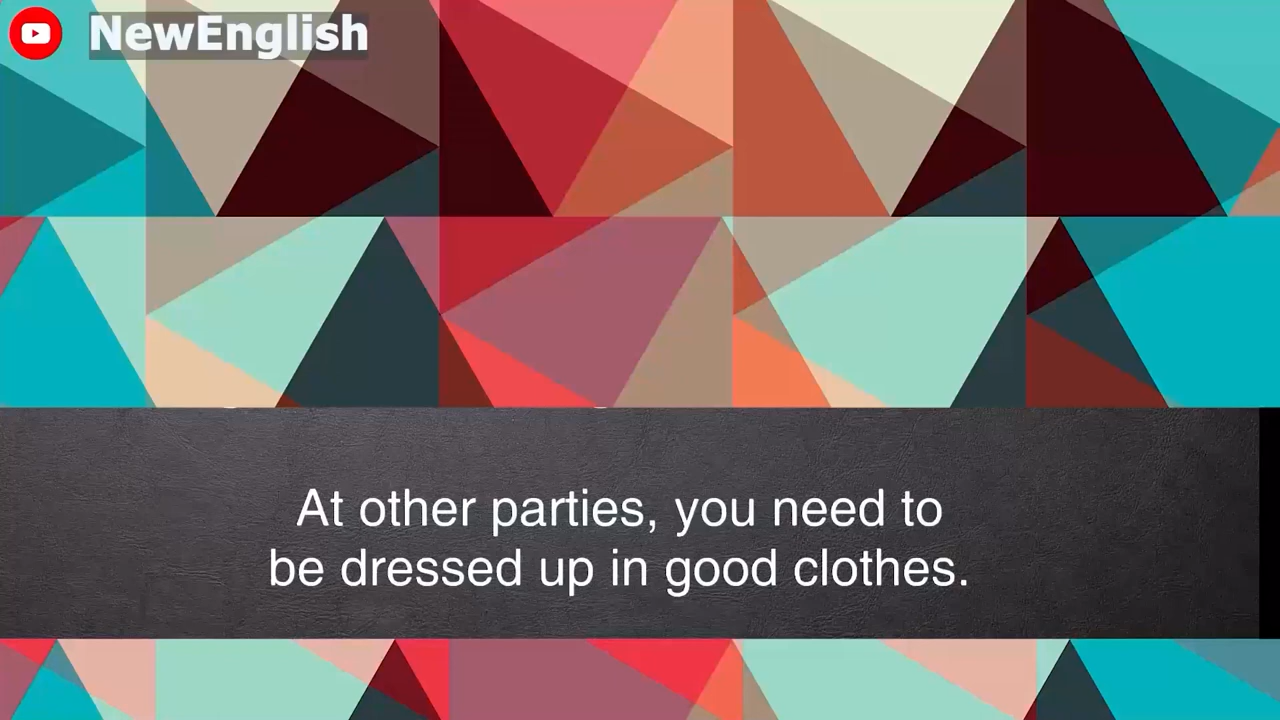 NewEnglish
At other parties, you need to
be dressed up in good clothes.